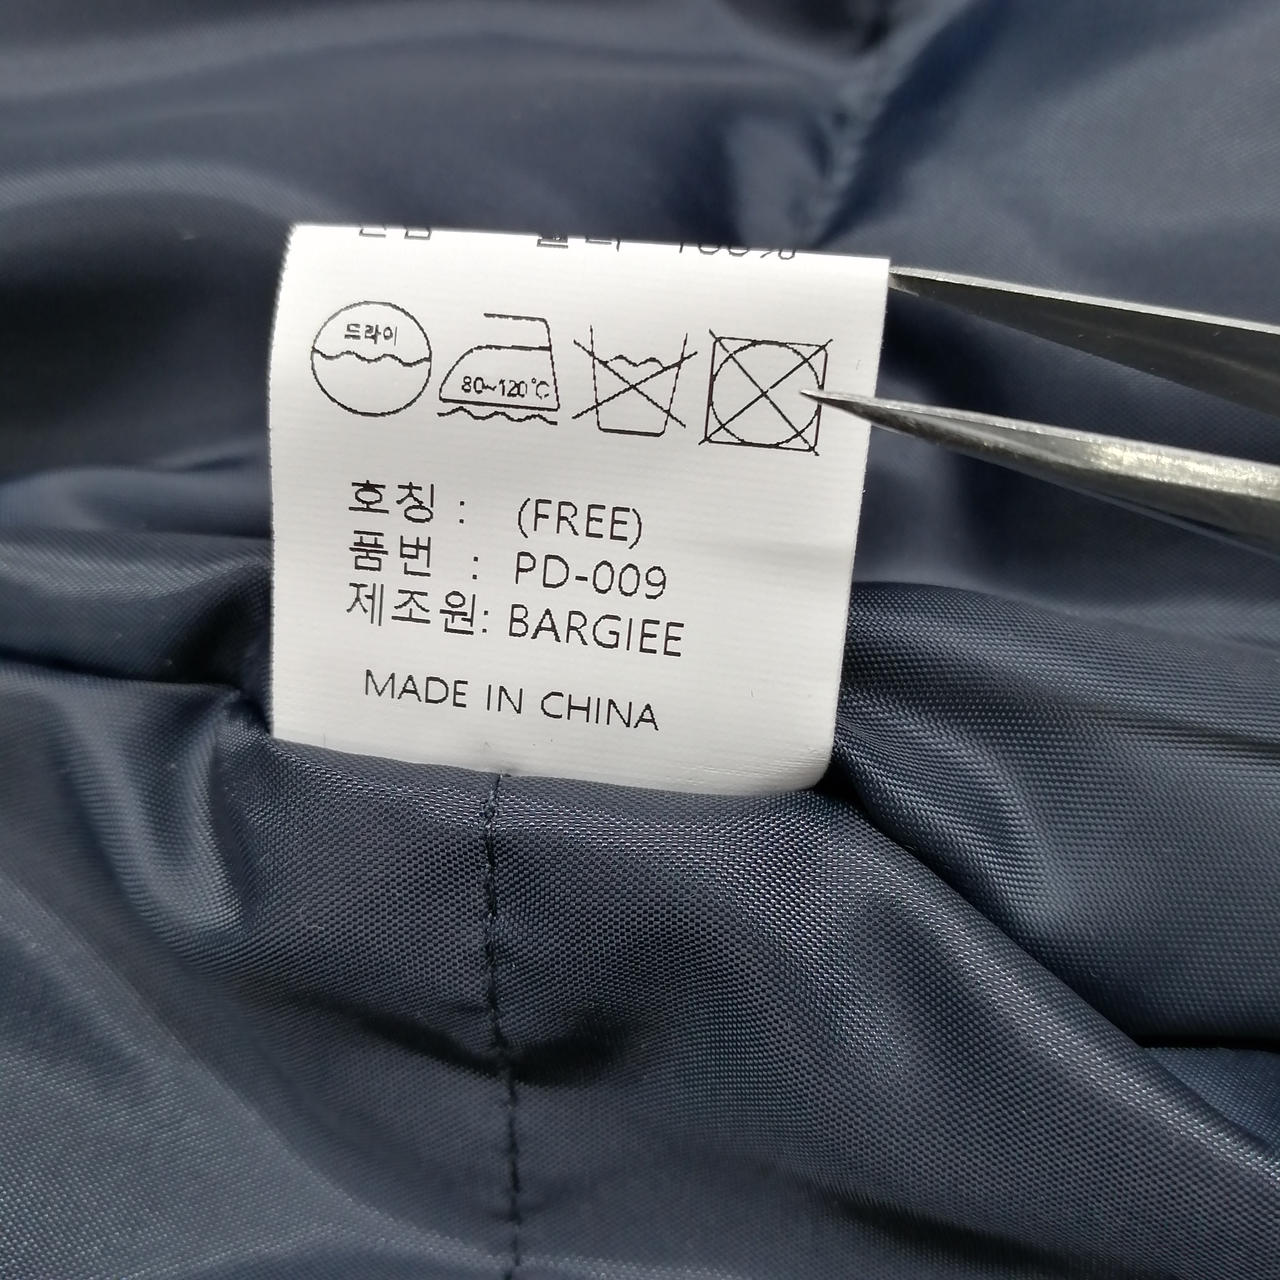 100%
드라이
80~120℃
호칭 : (FREE)
품번 : PD-009
제조원: BARGIEE
MADE IN CHINA